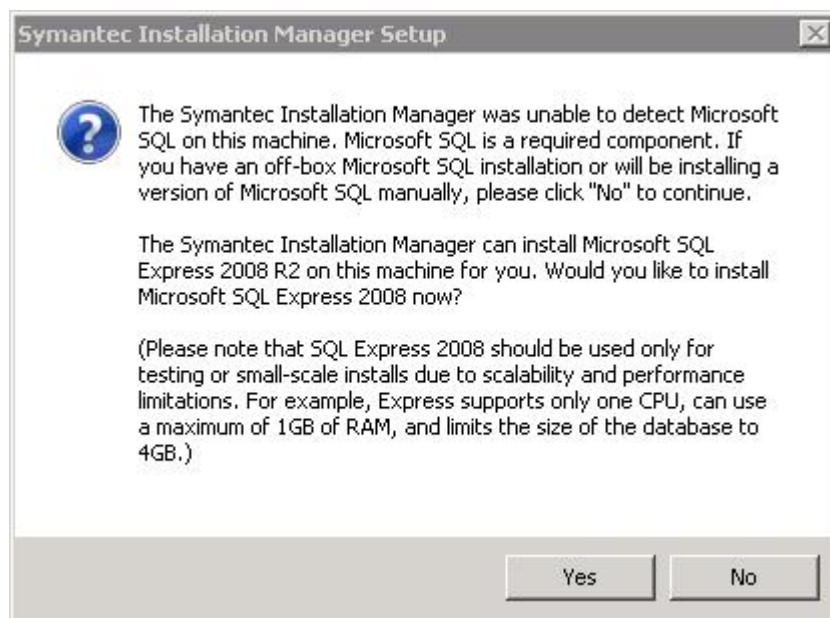 Symantec Installation Manager Setup
The Symantec Installation Manager was unable to detect Microsoft
SQL on this machine. Microsoft SQL is a required component. If
you have an off-box Microsoft SQL installation or will be installing a
version of Microsoft SQL manually, please click "No" to continue.
The Symantec Installation Manager can install Microsoft SQL
Express 2008 R2 on this machine for you. Would you like to install
Microsoft SQL Express 2008 now?
(Please note that SQL Express 2008 should be used only for
testing or small-scale installs due to scalability and performance
limitations. For example, Express supports only one CPU, can use
a maximum of 1GB of RAM, and limits the size of the database to
4GB.)
Yes No